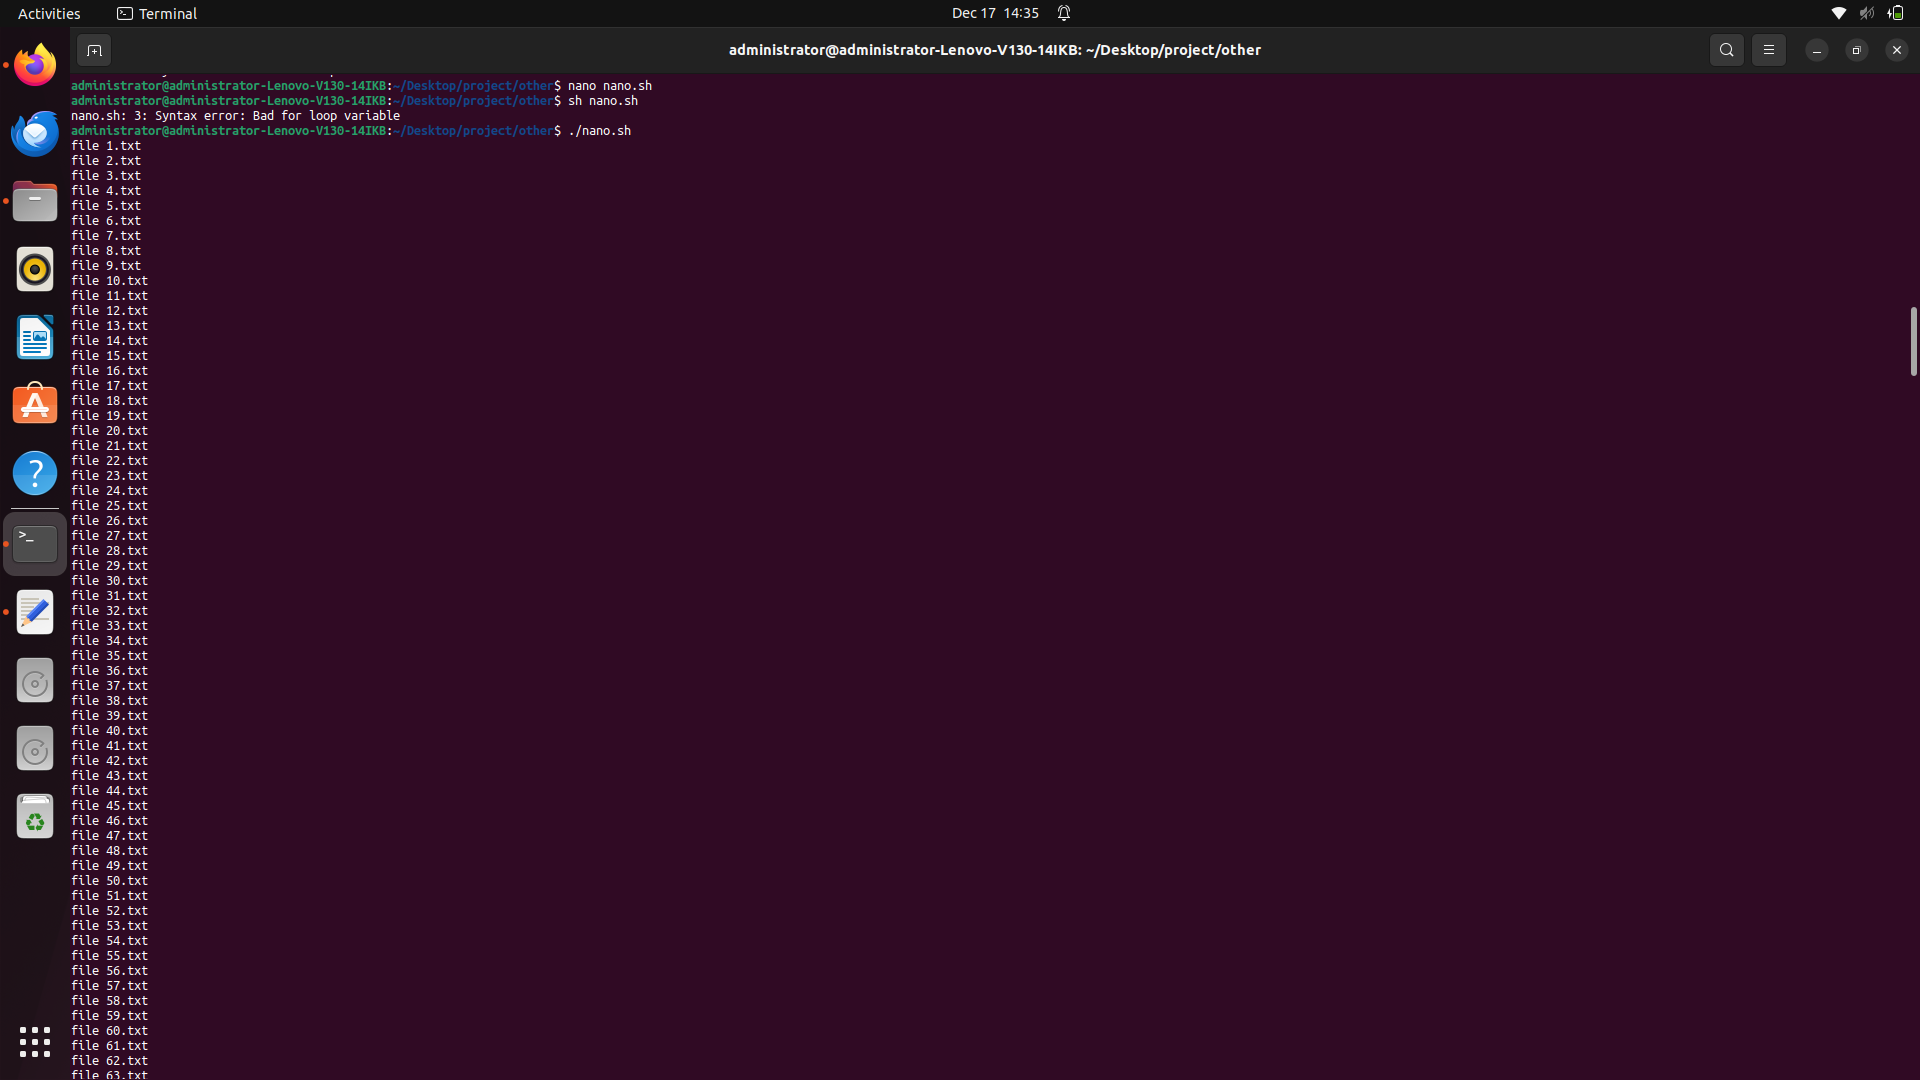 Activities
Terminal
Dec 17 14:35
administrator@administrator-Lenovo-V130-14IKB: ~/Desktop/project/other
administrator@administrator-Lenovo-V130-14IKB:~/Desktop/project/other$ nano nano.sh
administrator@administrator-Lenovo-V130-14IKB:~/Desktop/project/other$ sh nano.sh
nano.sh: 3: Syntax error: Bad for loop variable
administrator@administrator-Lenovo-V130-14IKB:~/Desktop/project/other$ ./nano.sh
file 1.txt
file 2.txt
file 3.txt
file 4.txt
file 5.txt
file 6.txt
file 7.txt
file 8.txt
file 9.txt
file 10.txt
file 11.txt
file 12.txt
file 13.txt
file 14.txt
file 15.txt
file 16.txt
file 17.txt
file 18.txt
file 19.txt
file 20.txt
file 21.txt
file 22.txt
file 23.txt
file 24.txt
file 25.txt
file 26.txt
file 27.txt
file 28.txt
file 29.txt
file 30.txt
file 31.txt
file 32.txt
file 33.txt
file 34.txt
file 35.txt
file 36.txt
file 37.txt
file 38.txt
file 39.txt
file 40.txt
file 41.txt
file 42.txt
file 43.txt
file 44.txt
file 45.txt
file 46.txt
file 47.txt
file 48.txt
file 49.txt
file 50.txt
file 51.txt
file 52.txt
file 53.txt
file 54.txt
file 55.txt
file 56.txt
file 57.txt
file 58.txt
file 59.txt
file 60.txt
file 61.txt
file 62.txt
file 63.txt